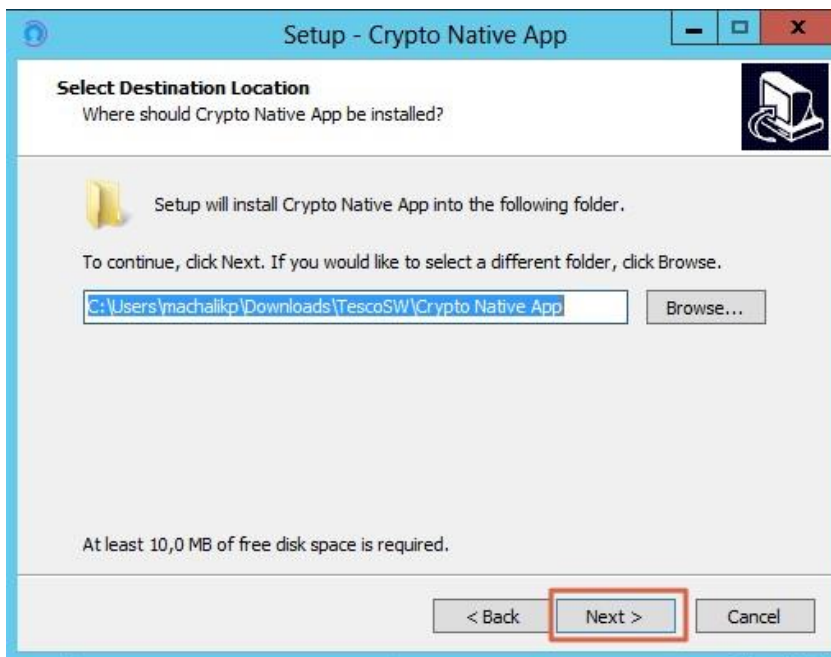 Setup - Crypto Native App
Select Destination Location
Where should Crypto Native App be installed?
Setup will install Crypto Native App into the following folder.
To continue, click Next. If you would like to select a different folder, click Browse.
C:\Users\machalikp\Downloads\TescoSW\Crypto Native App
Browse...
At least 10,0 MB of free disk space is required.
< Back Next > Cancel